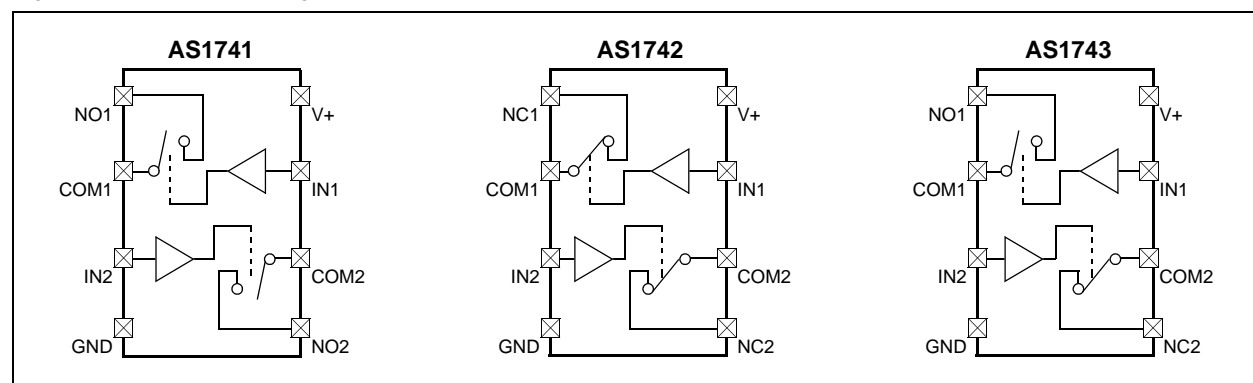 AS1741
NO1
V+
COM1
IN1
IN2
COM2
GND
NO2
AS1742
NC1
V+
COM1
IN1
IN2
COM2
GND
NC2
AS1743
NO1
V+
COM1
IN1
IN2
COM2
GND
NC2